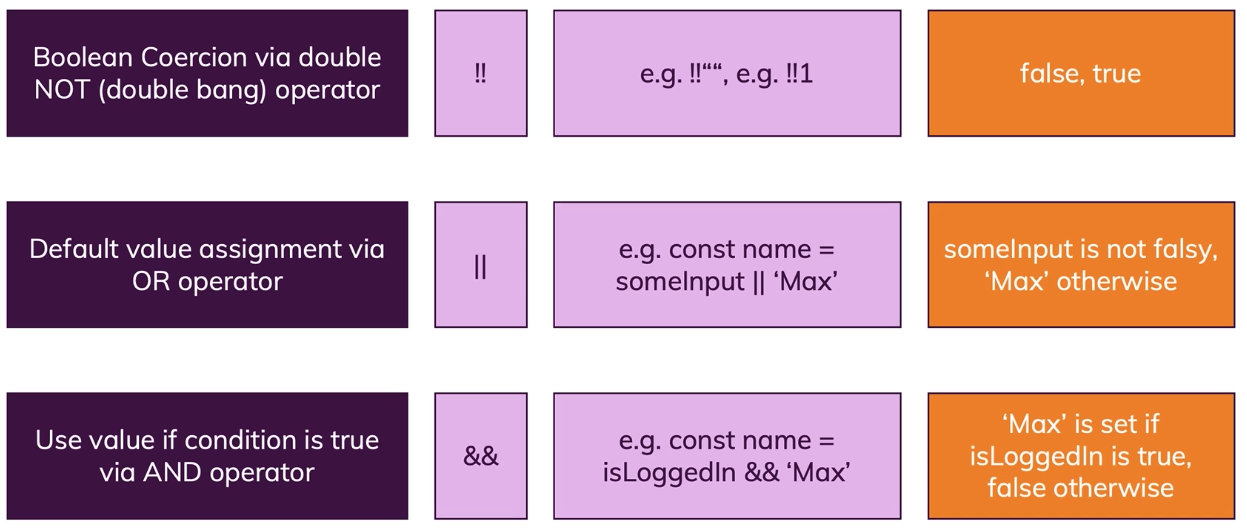 Boolean Coercion via double
NOT (double bang) operator
!!
e.g. !!““, e.g. !!1
false, true
Default value assignment via
OR operator
||
e.g. const name =
someInput || ‘Max’
someInput is not falsy,
‘Max’ otherwise
Use value if condition is true
via AND operator
&&
e.g. const name =
isLoggedIn && ‘Max’
‘Max’ is set if
isLoggedIn is true,
false otherwise